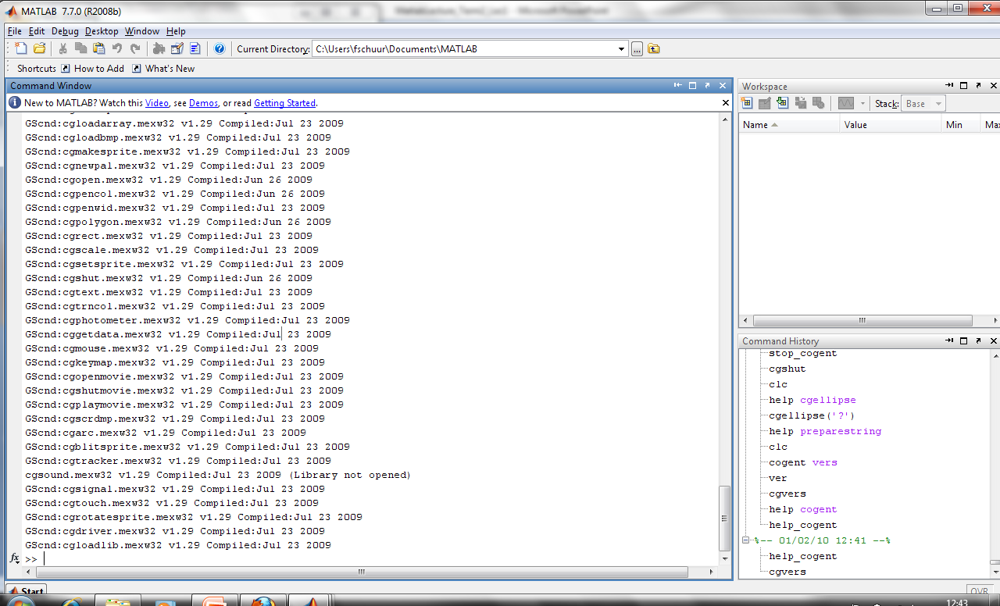 MATLAB 7.7.0 (R2008b)
File Edit Debug Desktop Window Help
Current Directory: C:\Users\fschuur\Documents\MATLAB
Shortcuts How to Add What's New
Command Window
New to MATLAB? Watch this Video, see Demos, or read Getting Started.
GScnd:cgloadarray.mexw32 v1.29 Compiled:Jul 23 2009
GScnd:cgloadbmp.mexw32 v1.29 Compiled:Jul 23 2009
GScnd:cgmakesprite.mexw32 v1.29 Compiled:Jul 23 2009
GScnd:cgnewpal.mexw32 v1.29 Compiled:Jul 23 2009
GScnd:cgopen.mexw32 v1.29 Compiled:Jun 26 2009
GScnd:cgpencol.mexw32 v1.29 Compiled:Jun 26 2009
GScnd:cgpenwid.mexw32 v1.29 Compiled:Jul 23 2009
GScnd:cgpolygon.mexw32 v1.29 Compiled:Jun 26 2009
GScnd:cgrect.mexw32 v1.29 Compiled:Jul 23 2009
GScnd:cgscale.mexw32 v1.29 Compiled:Jul 23 2009
GScnd:cgsetsprite.mexw32 v1.29 Compiled:Jul 23 2009
GScnd:cgshut.mexw32 v1.29 Compiled:Jun 26 2009
GScnd:cgtext.mexw32 v1.29 Compiled:Jul 23 2009
GScnd:cgtrncol.mexw32 v1.29 Compiled:Jul 23 2009
GScnd:cgphotometer.mexw32 v1.29 Compiled:Jul 23 2009
GScnd:cggetdata.mexw32 v1.29 Compiled:Jul 23 2009
GScnd:cgmouse.mexw32 v1.29 Compiled:Jul 23 2009
GScnd:cgkeymap.mexw32 v1.29 Compiled:Jul 23 2009
GScnd:cgopenmovie.mexw32 v1.29 Compiled:Jul 23 2009
GScnd:cgshutmovie.mexw32 v1.29 Compiled:Jul 23 2009
GScnd:cgplaymovie.mexw32 v1.29 Compiled:Jul 23 2009
GScnd:cgscrdmp.mexw32 v1.29 Compiled:Jul 23 2009
GScnd:cgarc.mexw32 v1.29 Compiled:Jul 23 2009
GScnd:cgblitsprite.mexw32 v1.29 Compiled:Jul 23 2009
GScnd:cgtracker.mexw32 v1.29 Compiled:Jul 23 2009
cgsound.mexw32 v1.29 Compiled:Jul 23 2009 (Library not opened)
GScnd:cgsignal.mexw32 v1.29 Compiled:Jul 23 2009
GScnd:cgtouch.mexw32 v1.29 Compiled:Jul 23 2009
GScnd:cgrotatesprite.mexw32 v1.29 Compiled:Jul 23 2009
GScnd:cgdriver.mexw32 v1.29 Compiled:Jul 23 2009
GScnd:cgloadlib.mexw32 v1.29 Compiled:Jul 23 2009
fx >>
Workspace
Stack: Base
Name Value Min Max
Command History
stop_cogent
cgshut
clc
help cgellipse
cgellipse('?')
help preparestring
clc
cogent vers
ver
cgvers
help cogent
help_cogent
%-- 01/02/10 12:41 --%
help_cogent
cgvers
Start
OVR
12:43